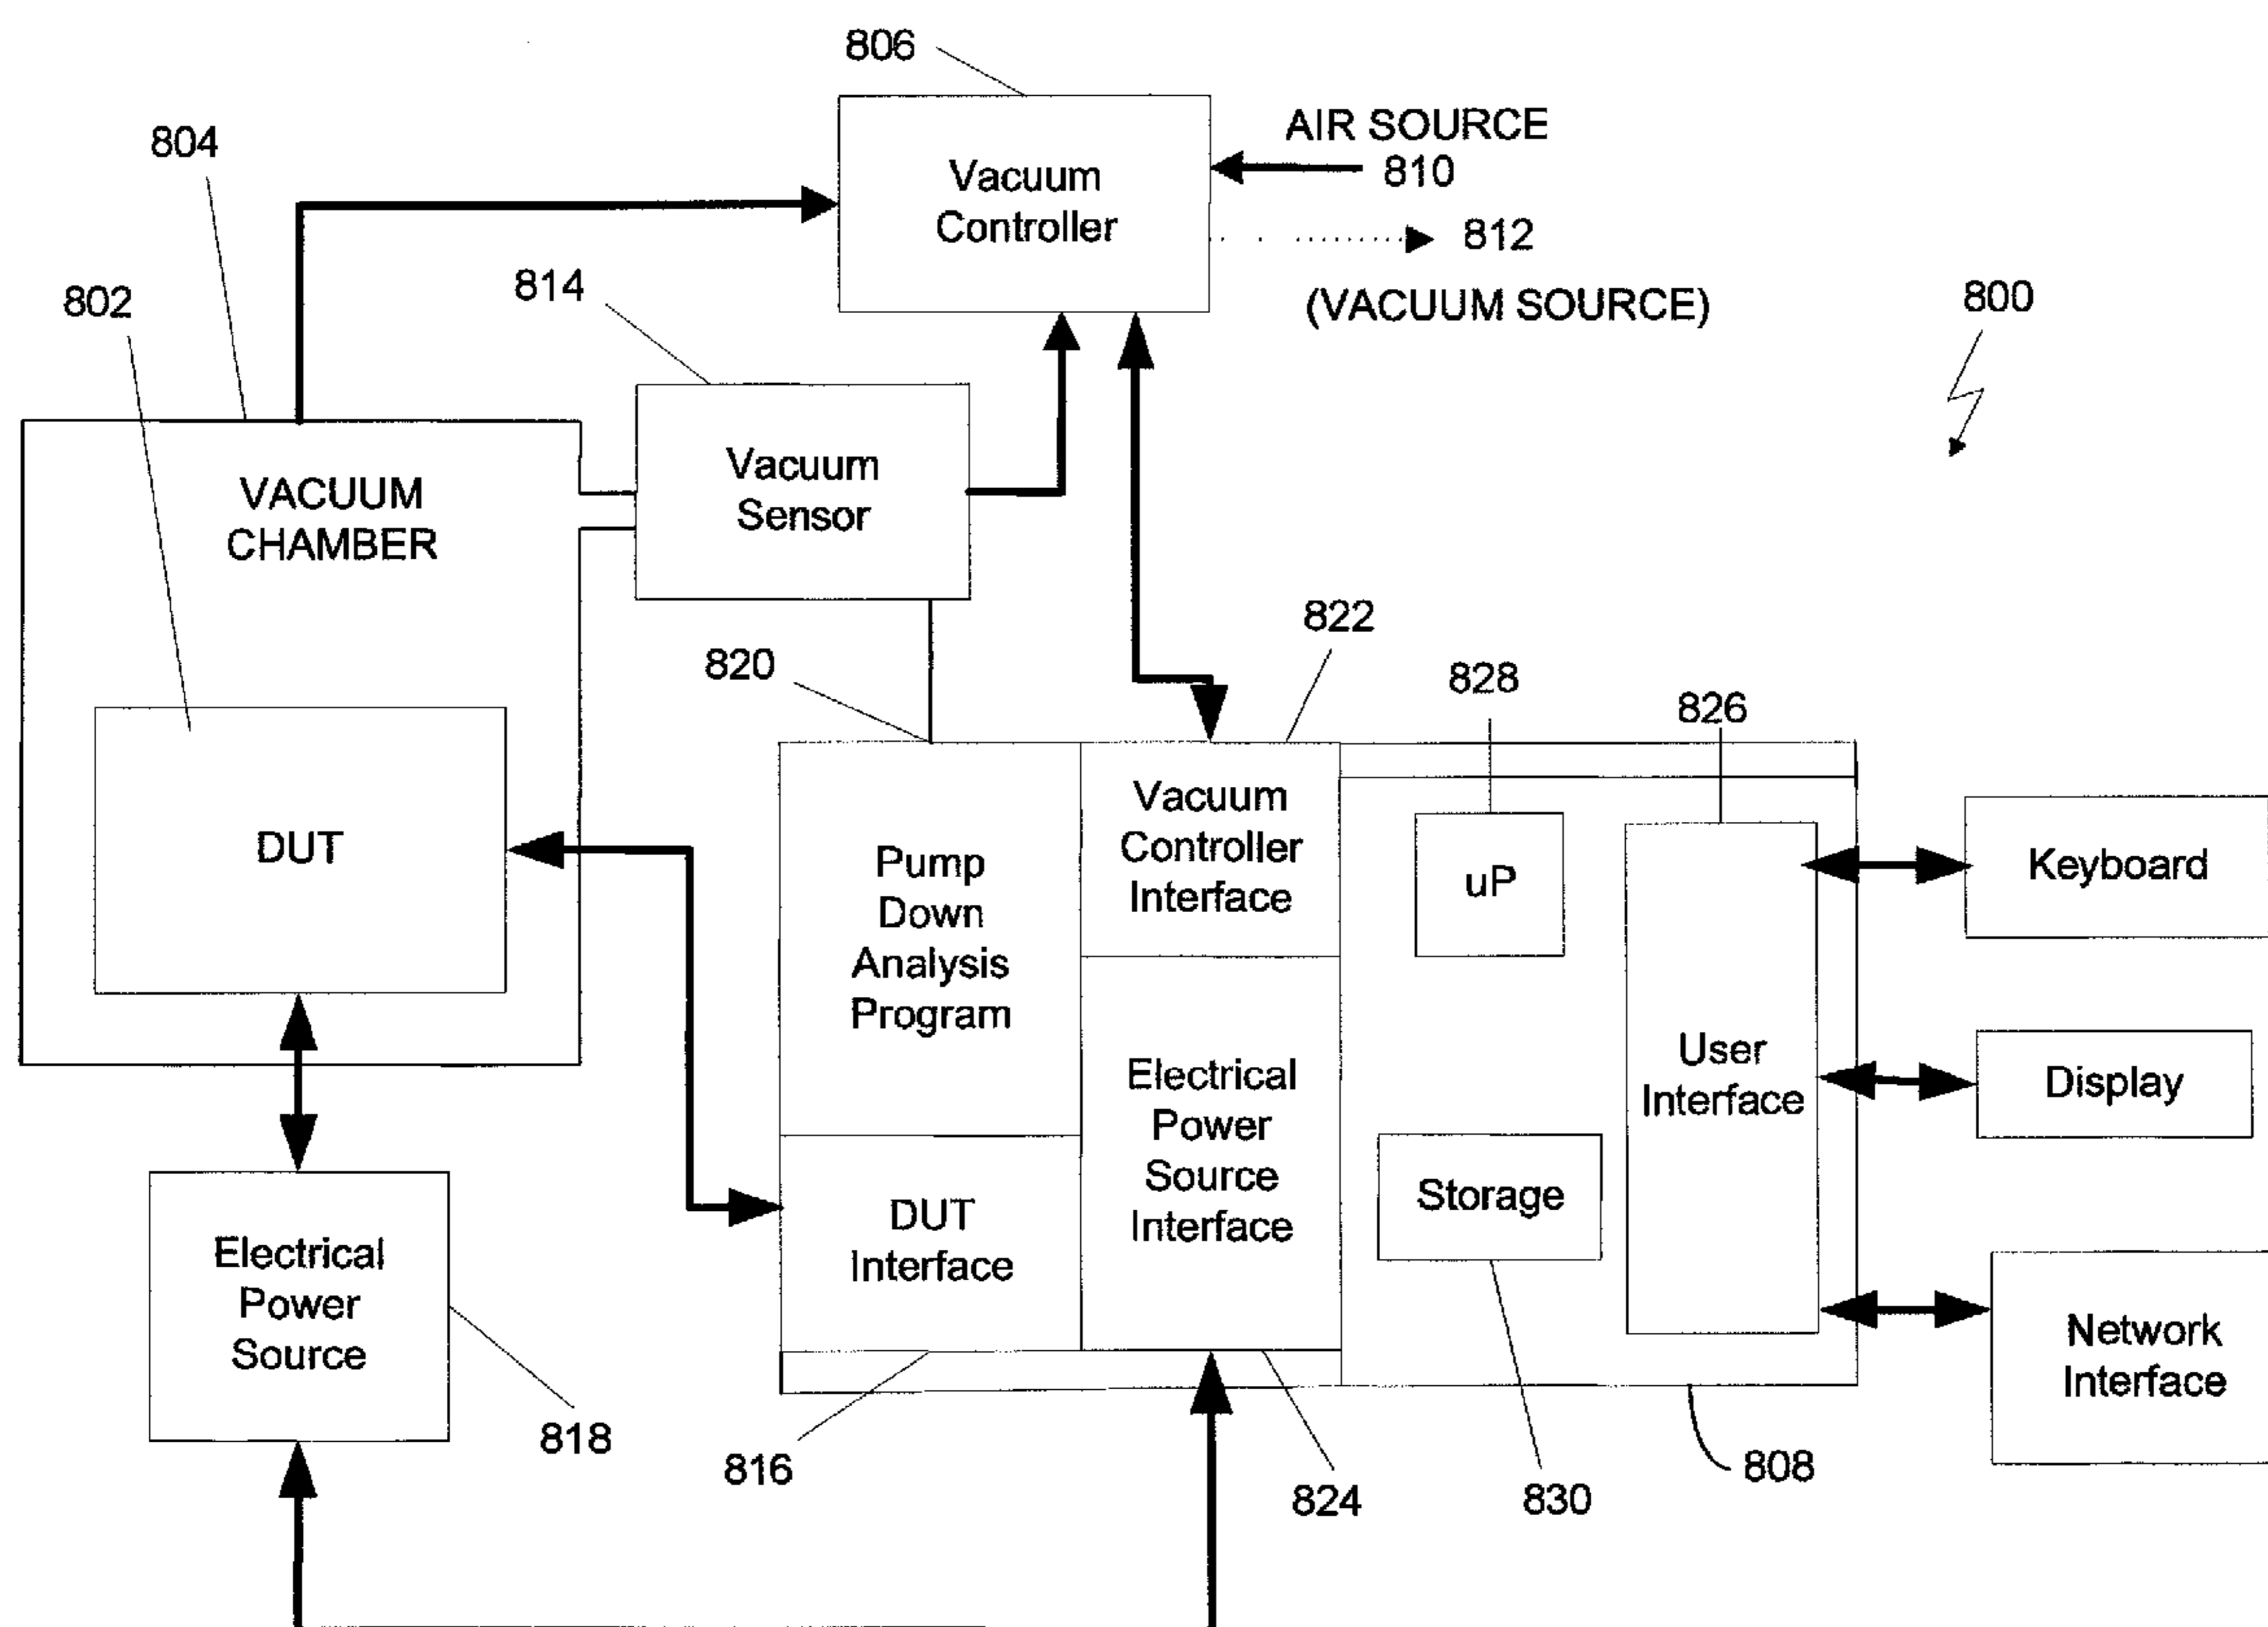 806
804
Vacuum
Controller
AIR SOURCE
810
812
(VACUUM SOURCE)
800
802
814
VACUUM
CHAMBER
Vacuum
Sensor
820
822
828
826
DUT
Pump
Down
Analysis
Program
Vacuum
Controller
Interface
uP
Keyboard
Electrical
Power
Source
Interface
User
Interface
Display
Storage
DUT
Interface
Electrical
Power
Source
Network
Interface
818
816
824
830
808